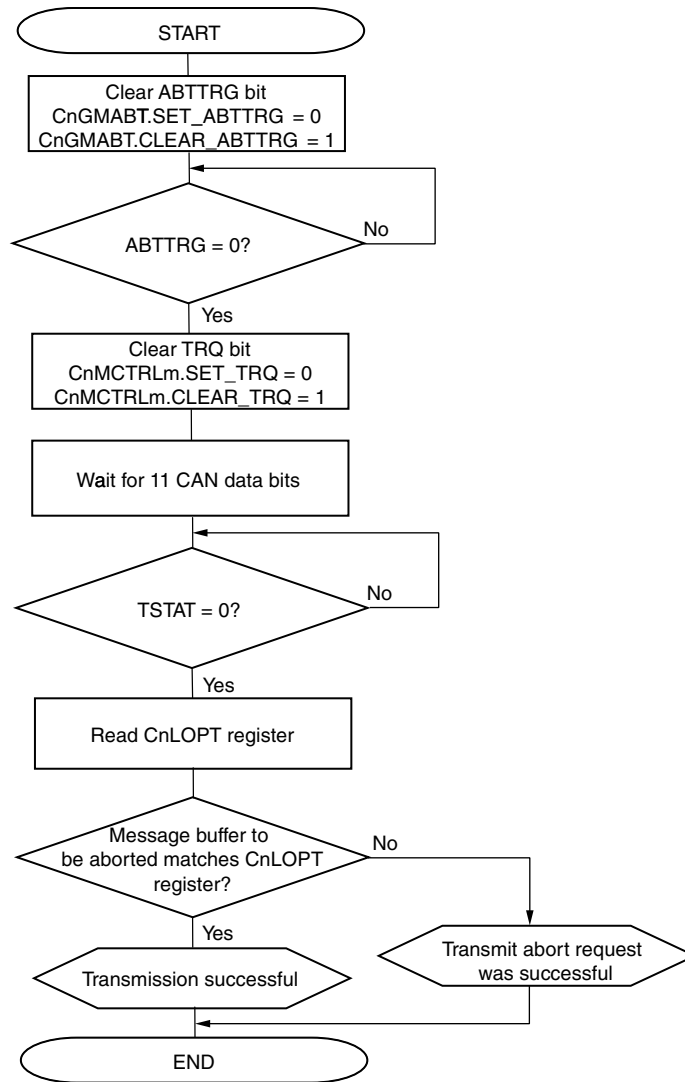 START
Clear ABTTRG bit
CnGMABT.SET_ABTTRG = 0
CnGMABT.CLEAR_ABTTRG = 1
ABTTRG = 0?
No
Yes
Clear TRQ bit
CnMCTRLm.SET_TRQ = 0
CnMCTRLm.CLEAR_TRQ = 1
Wait for 11 CAN data bits
TSTAT = 0?
No
Yes
Read CnLOPT register
Message buffer to
be aborted matches CnLOPT
register?
No
Yes
Transmission successful
Transmit abort request
was successful
END